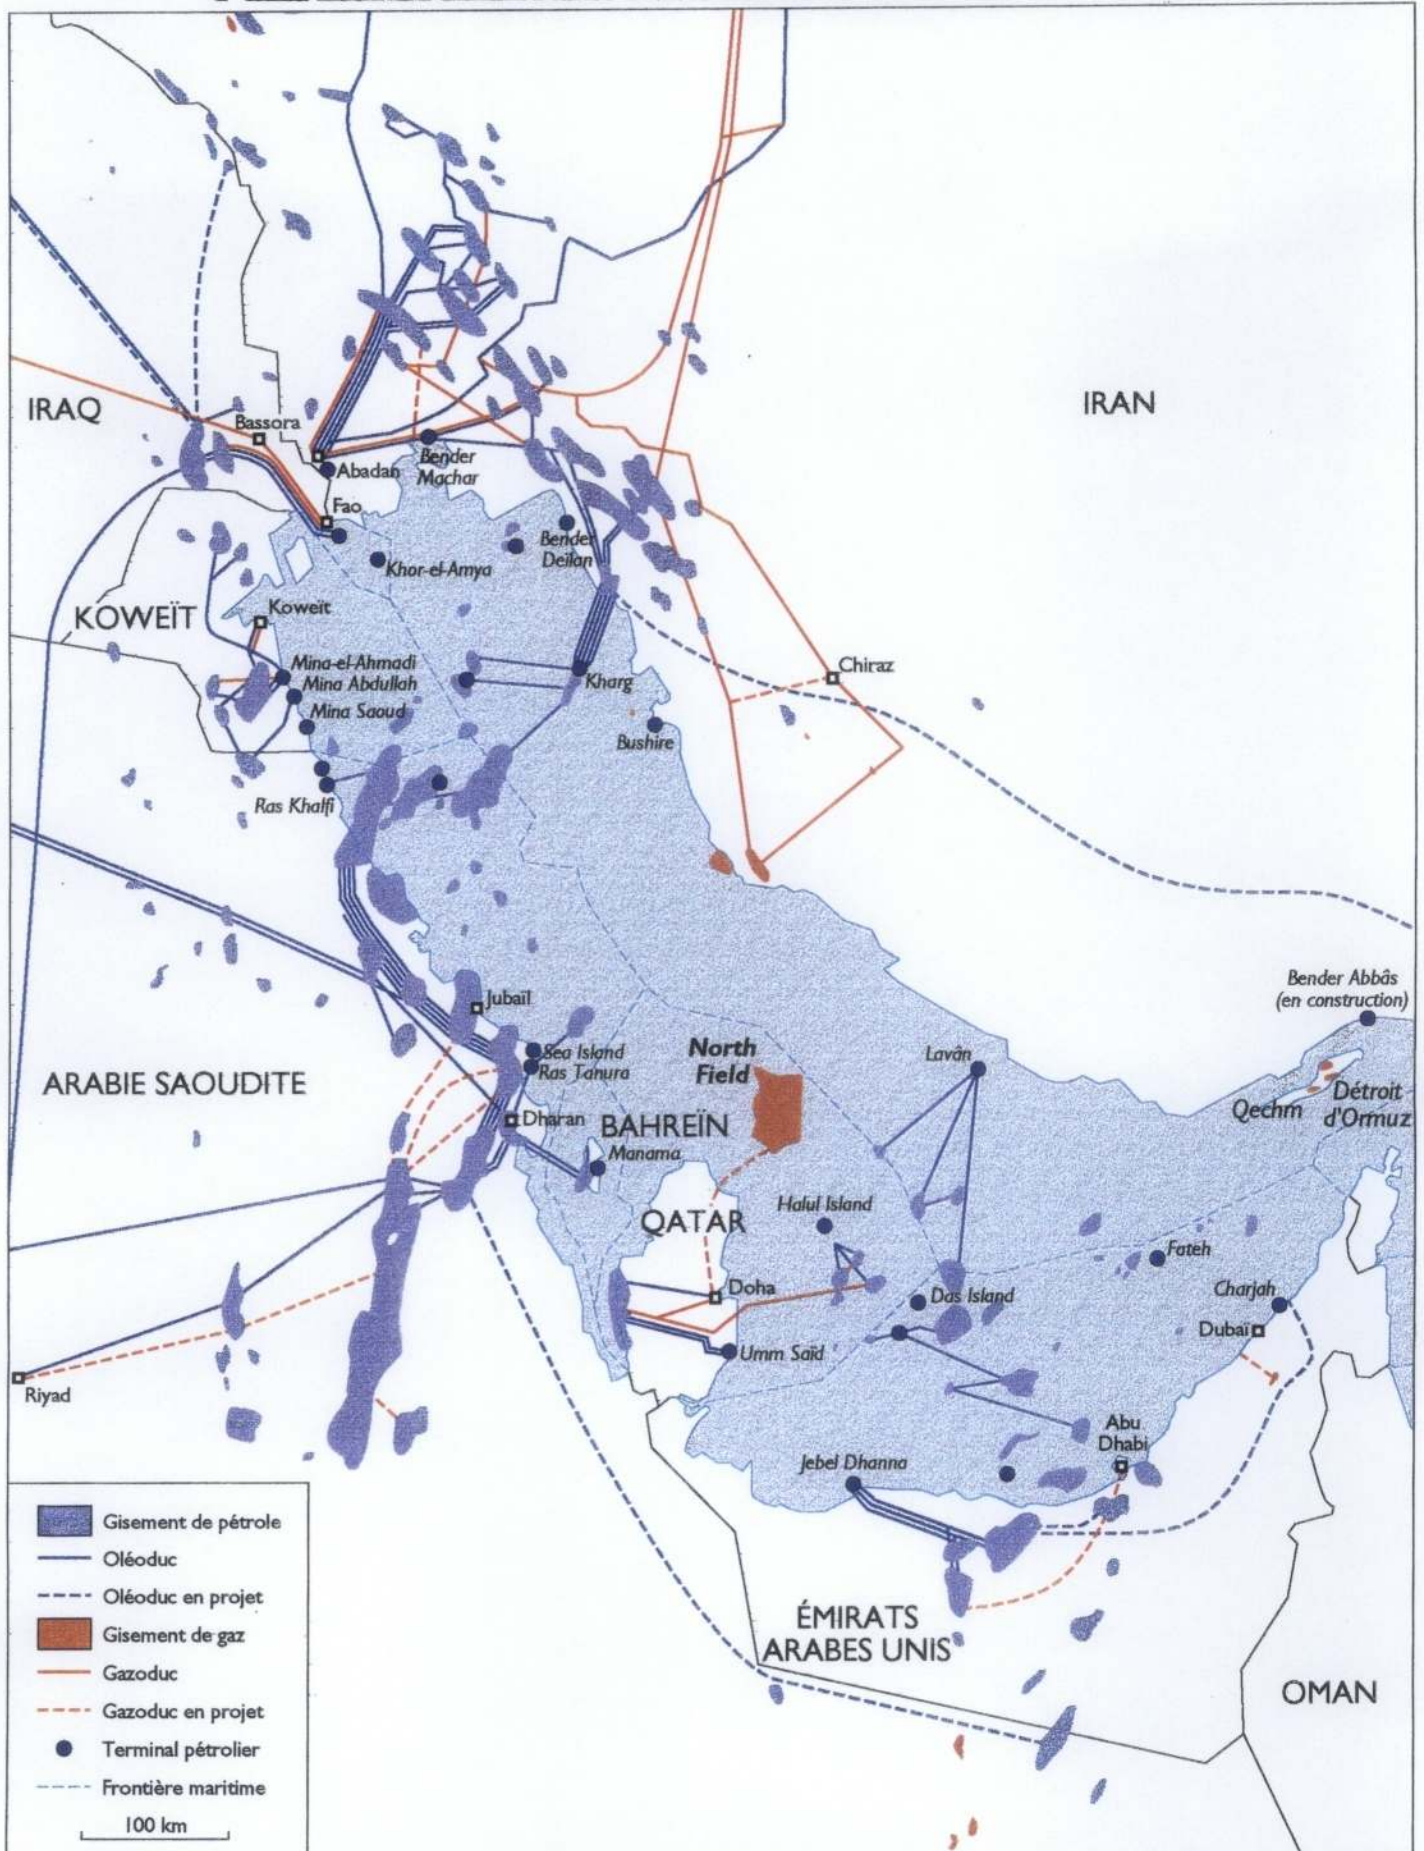 IRAQ
IRAN
Bassora
Abadan
Bender
Machar
Fao
Khor-el-Amya
Bender
Deïlan
KOWEÏT
Koweït
Mina-el-Ahmadi
Mina Abdullah
Mina Saoud
Kharg
Chiraz
Bushire
Ras Khalfi
Jubaïl
Bender Abbâs
(en construction)
ARABIE SAOUDITE
Sea Island
Ras Tanura
North
Field
Lavân
Qechm
Détroit
d'Ormuz
Dharan
BAHREÏN
Manama
QATAR
Halul Island
Fateh
Doha
Das Island
Charjah
Dubaï
Umm Saïd
Riyad
Abu
Dhabi
Jebel Dhanna
ÉMIRATS
ARABES UNIS
OMAN
Gisement de pétrole
Oléoduc
Oléoduc en projet
Gisement de gaz
Gazoduc
Gazoduc en projet
Terminal pétrolier
Frontière maritime
100 km